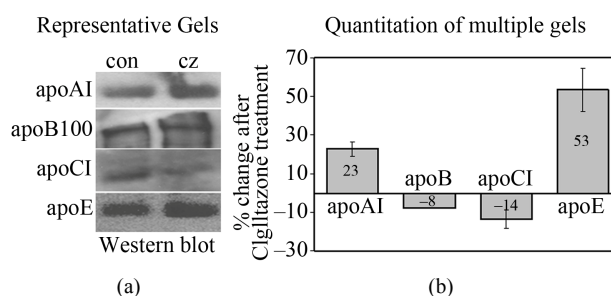 Representative Gels
con cz
apoAI
apoB100
apoCI
apoE
Western blot
(a)
Quantitation of multiple gels
% change after
Clglltazone treatment
70
50
30
10
−10
−30
23
−8
−14
53
apoAI
apoB
apoCI
apoE
(b)